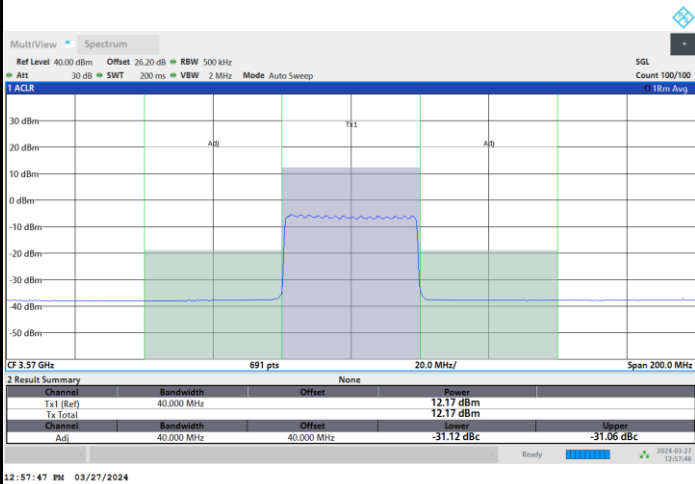 MultiView Spectrum
Ref Level 40.00 dBm Offset 26.20 dB RBW 500 kHz SGL
Att 30 dB SWT 200 ms VBW 2 MHz Mode Auto Sweep Count 100/100
1 ACLR 1Rm Avg
Tx1
30 dBm
Adj Adj
20 dBm
10 dBm
0 dBm
-10 dBm
-20 dBm
-30 dBm
-40 dBm
-50 dBm
CF 3.57 GHz 691 pts 20.0 MHz/ Span 200.0 MHz
2 Result Summary None
Channel Bandwidth Offset Power
Tx1 (Ref) 40.000 MHz 12.17 dBm
Tx Total 12.17 dBm
Channel Bandwidth Offset Lower Upper
Adj 40.000 MHz 40.000 MHz -31.12 dBc -31.06 dBc
Ready 2024-03-27
12:57:48
12:57:47 PM 03/27/2024